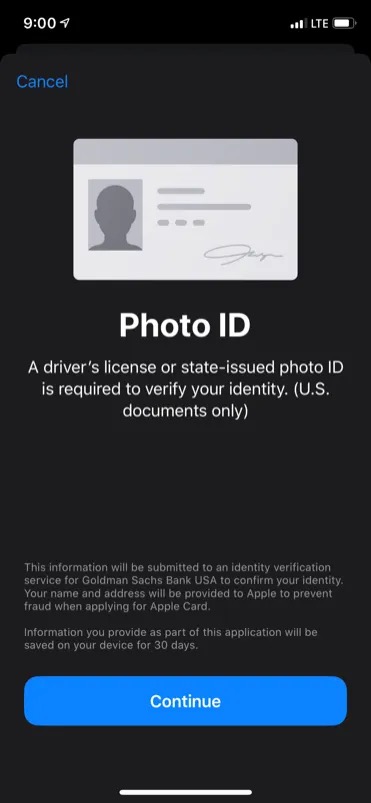 9:00
LTE
Cancel
Photo ID
A driver's license or state-issued photo ID
is required to verify your identity. (U.S.
documents only)
This information will be submitted to an identity verification
service for Goldman Sachs Bank USA to confirm your identity.
Your name and address will be provided to Apple to prevent
fraud when applying for Apple Card.
Information you provide as part of this application will be
saved on your device for 30 days.
Continue